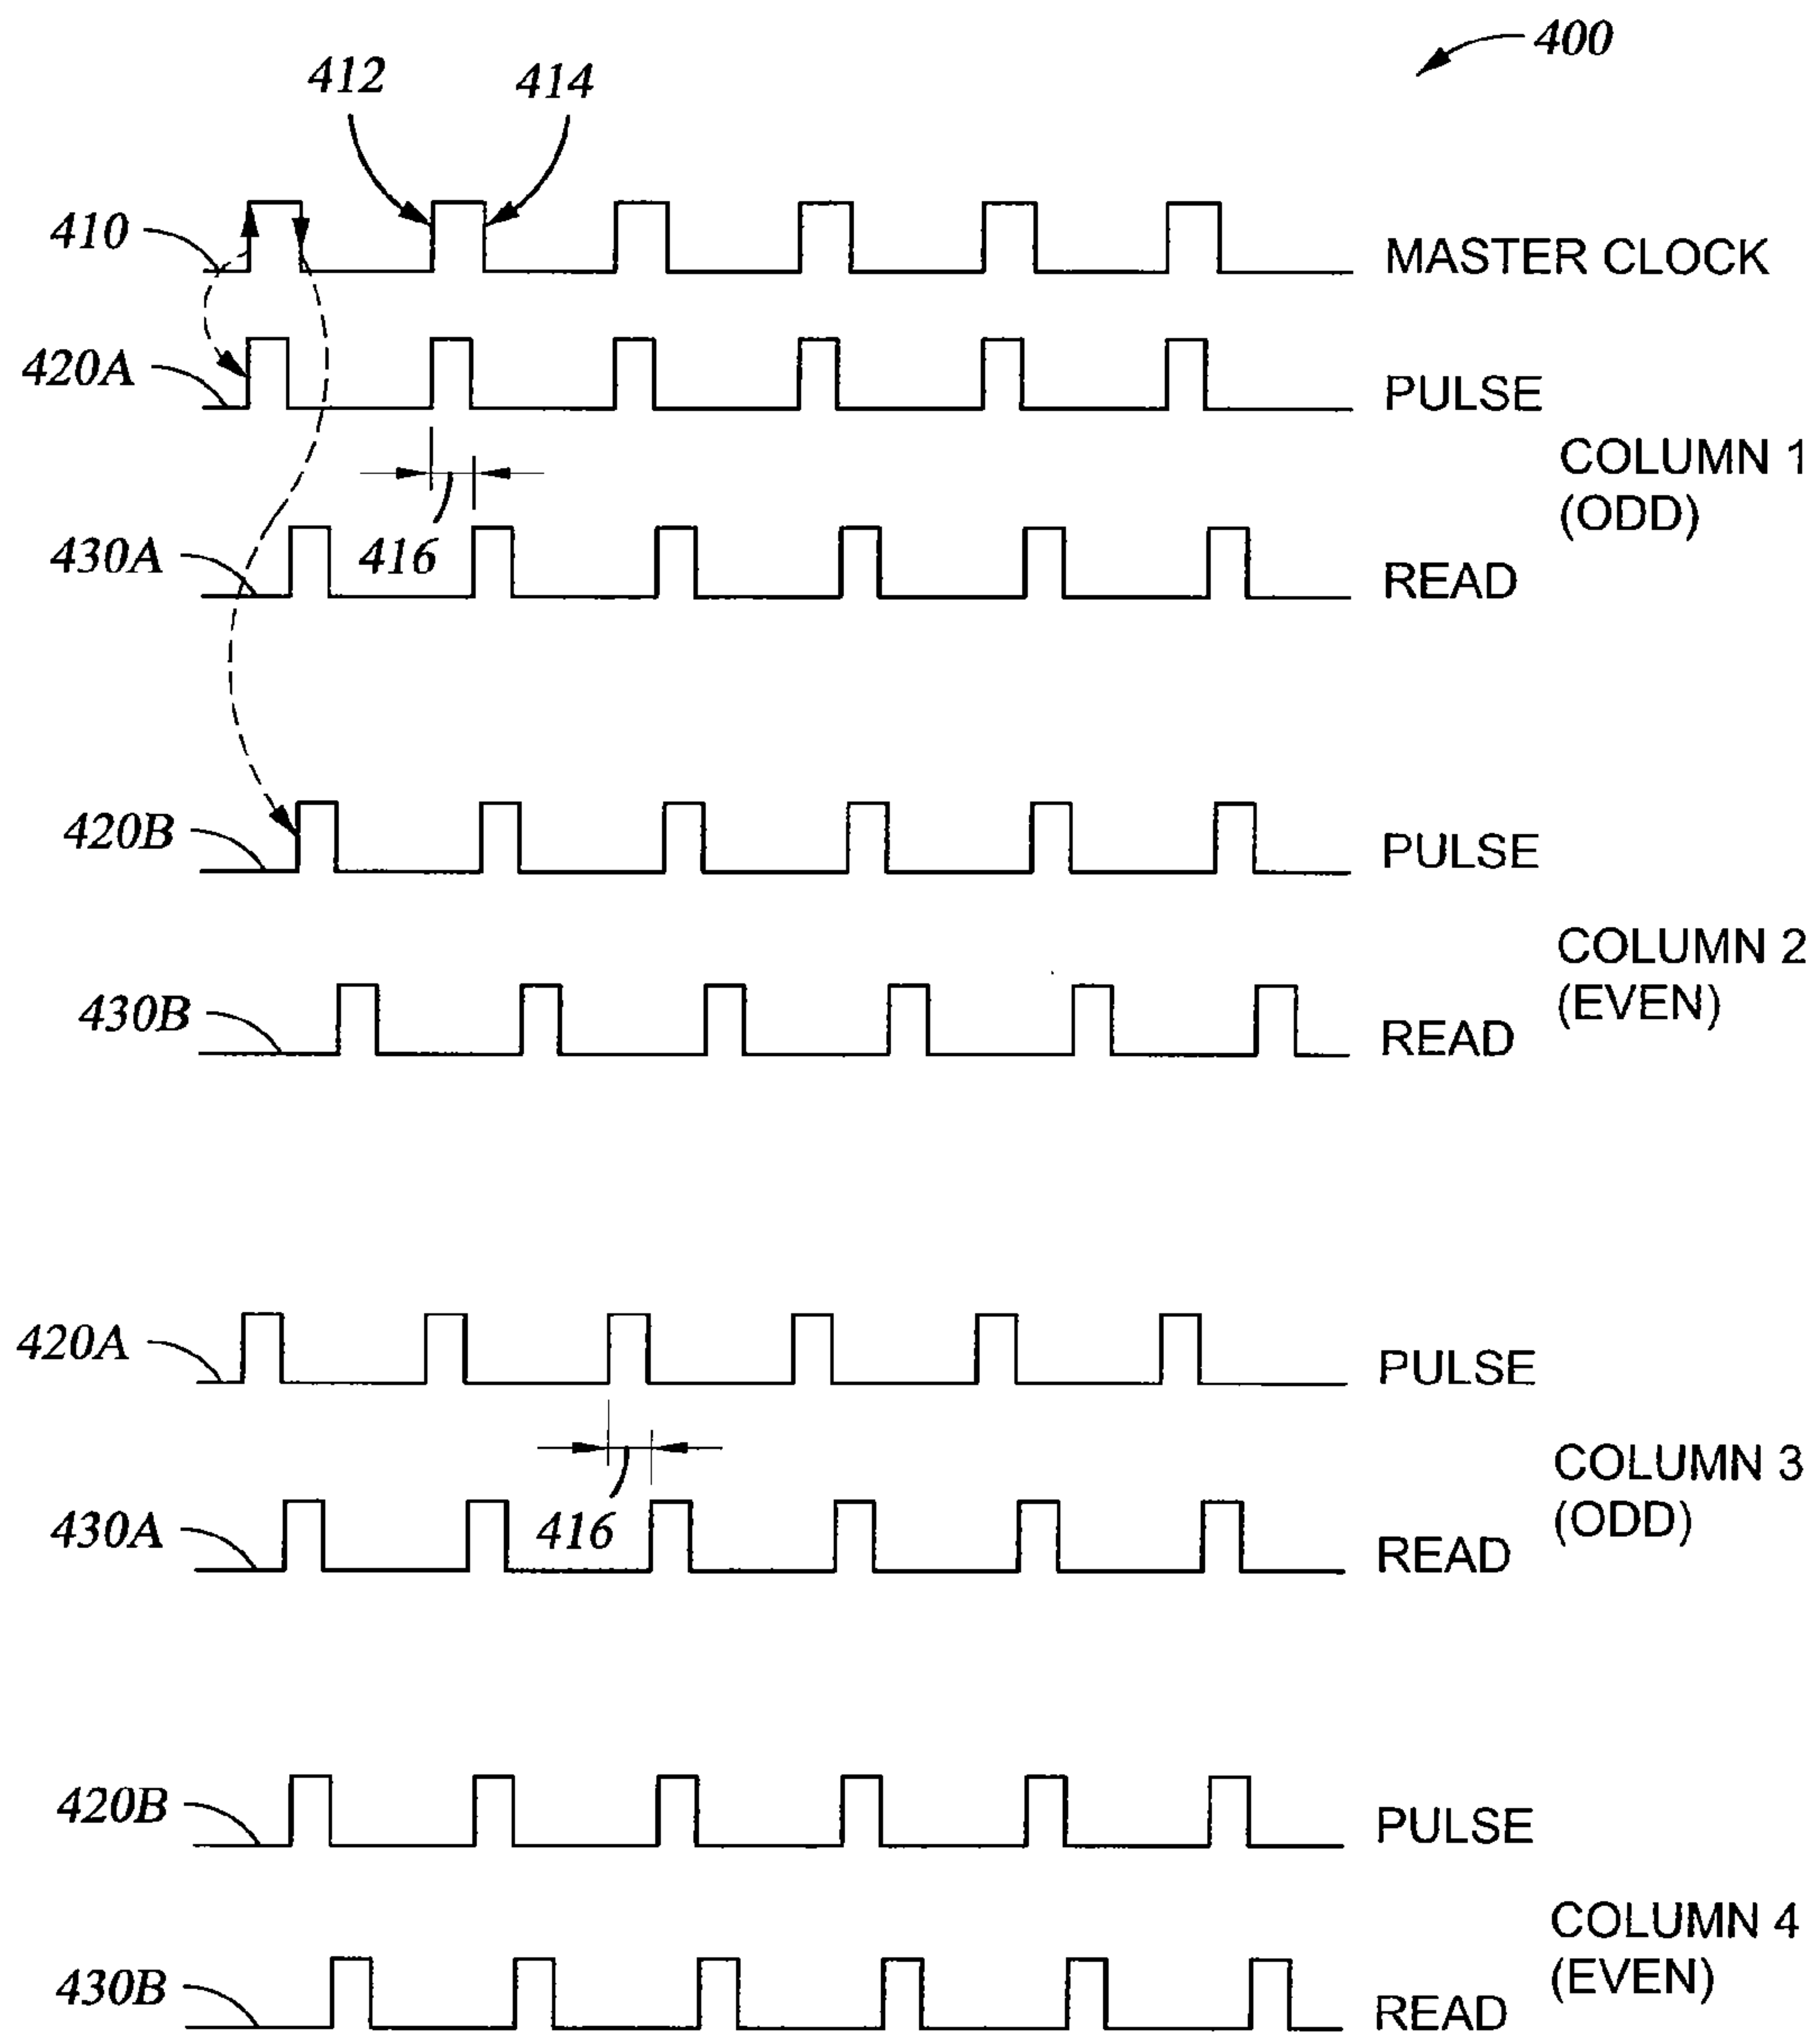 400
412
414
410
MASTER CLOCK
420A
PULSE
COLUMN 1
(ODD)
416
430A
READ
420B
PULSE
COLUMN 2
(EVEN)
430B
READ
420A
PULSE
COLUMN 3
(ODD)
416
430A
READ
420B
PULSE
COLUMN 4
(EVEN)
430B
READ